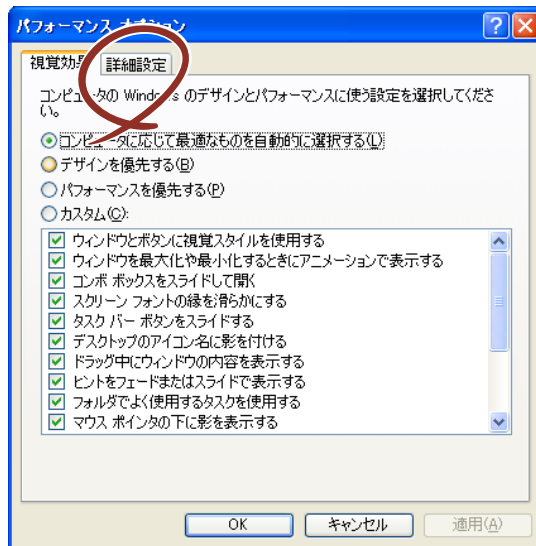 パフォーマンス オプション
視覚効果 詳細設定
コンピュータの Windows のデザインとパフォーマンスに使う設定を選択してくださ
い。
コンピュータに応じて最適なものを自動的に選択する(L)
デザインを優先する(B)
パフォーマンスを優先する(P)
カスタム(C):
ウィンドウとボタンに視覚スタイルを使用する
ウィンドウを最大化や最小化するときにアニメーションで表示する
コンボ ボックスをスライドして開く
スクリーン フォントの縁を滑らかにする
タスク バー ボタンをスライドする
デスクトップのアイコン名に影を付ける
ドラッグ中にウィンドウの内容を表示する
ヒントをフェードまたはスライドで表示する
フォルダでよく使用するタスクを使用する
マウス ポインタの下に影を表示する
OK キャンセル 適用(A)